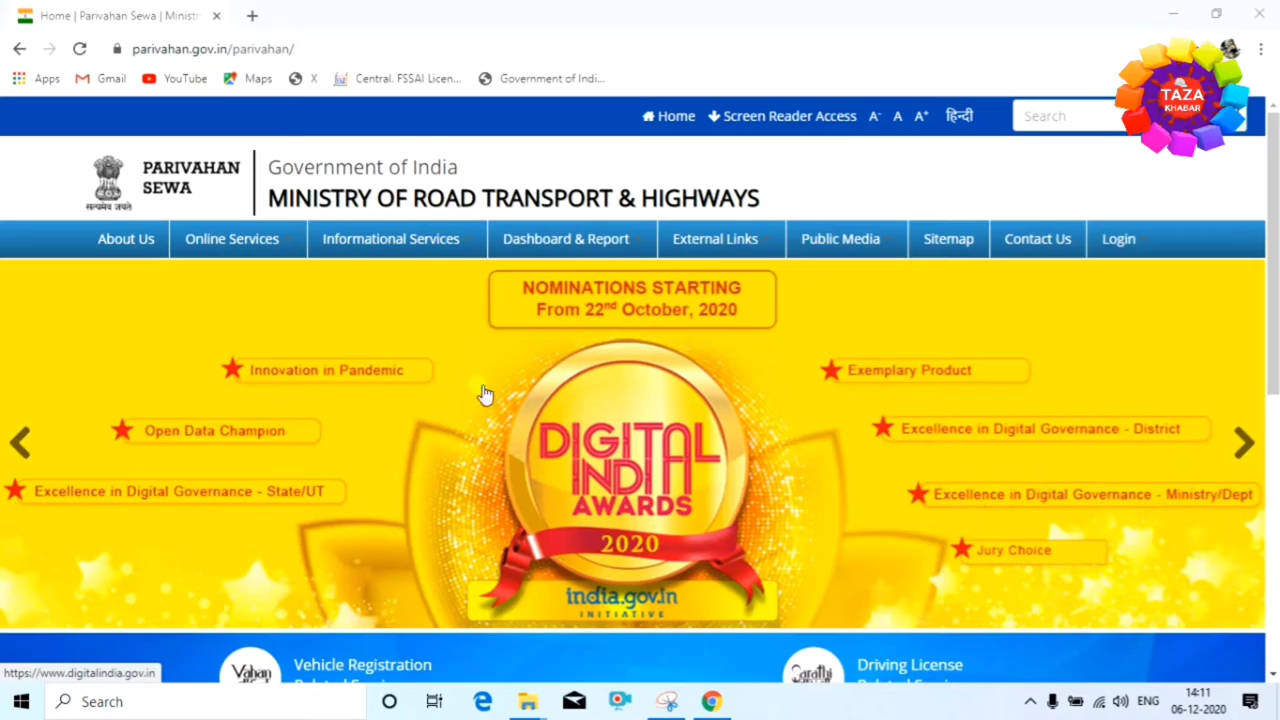 Home | Parivahan Sewa | Ministr
parivahan.gov.in/parivahan/
Apps Gmail YouTube Maps X Central. FSSAI Licen... Government of Indi...
TAZA
KHABAR
Home Screen Reader Access A- A A+ हिन्दी Search
PARIVAHAN
SEWA
सत्यमेव जयते
Government of India
MINISTRY OF ROAD TRANSPORT & HIGHWAYS
About Us Online Services Informational Services Dashboard & Report External Links Public Media Sitemap Contact Us Login
NOMINATIONS STARTING
From 22nd October, 2020
Innovation in Pandemic
Exemplary Product
Open Data Champion
Excellence in Digital Governance - District
Excellence in Digital Governance - State/UT
Excellence in Digital Governance - Ministry/Dept
Jury Choice
DIGITAL
INDIA
AWARDS
2020
india.gov.in
INITIATIVE
https://www.digitalindia.gov.in
Vahan
Vehicle Registration
Sarathi
Driving License
Search
ENG
14:11
06-12-2020